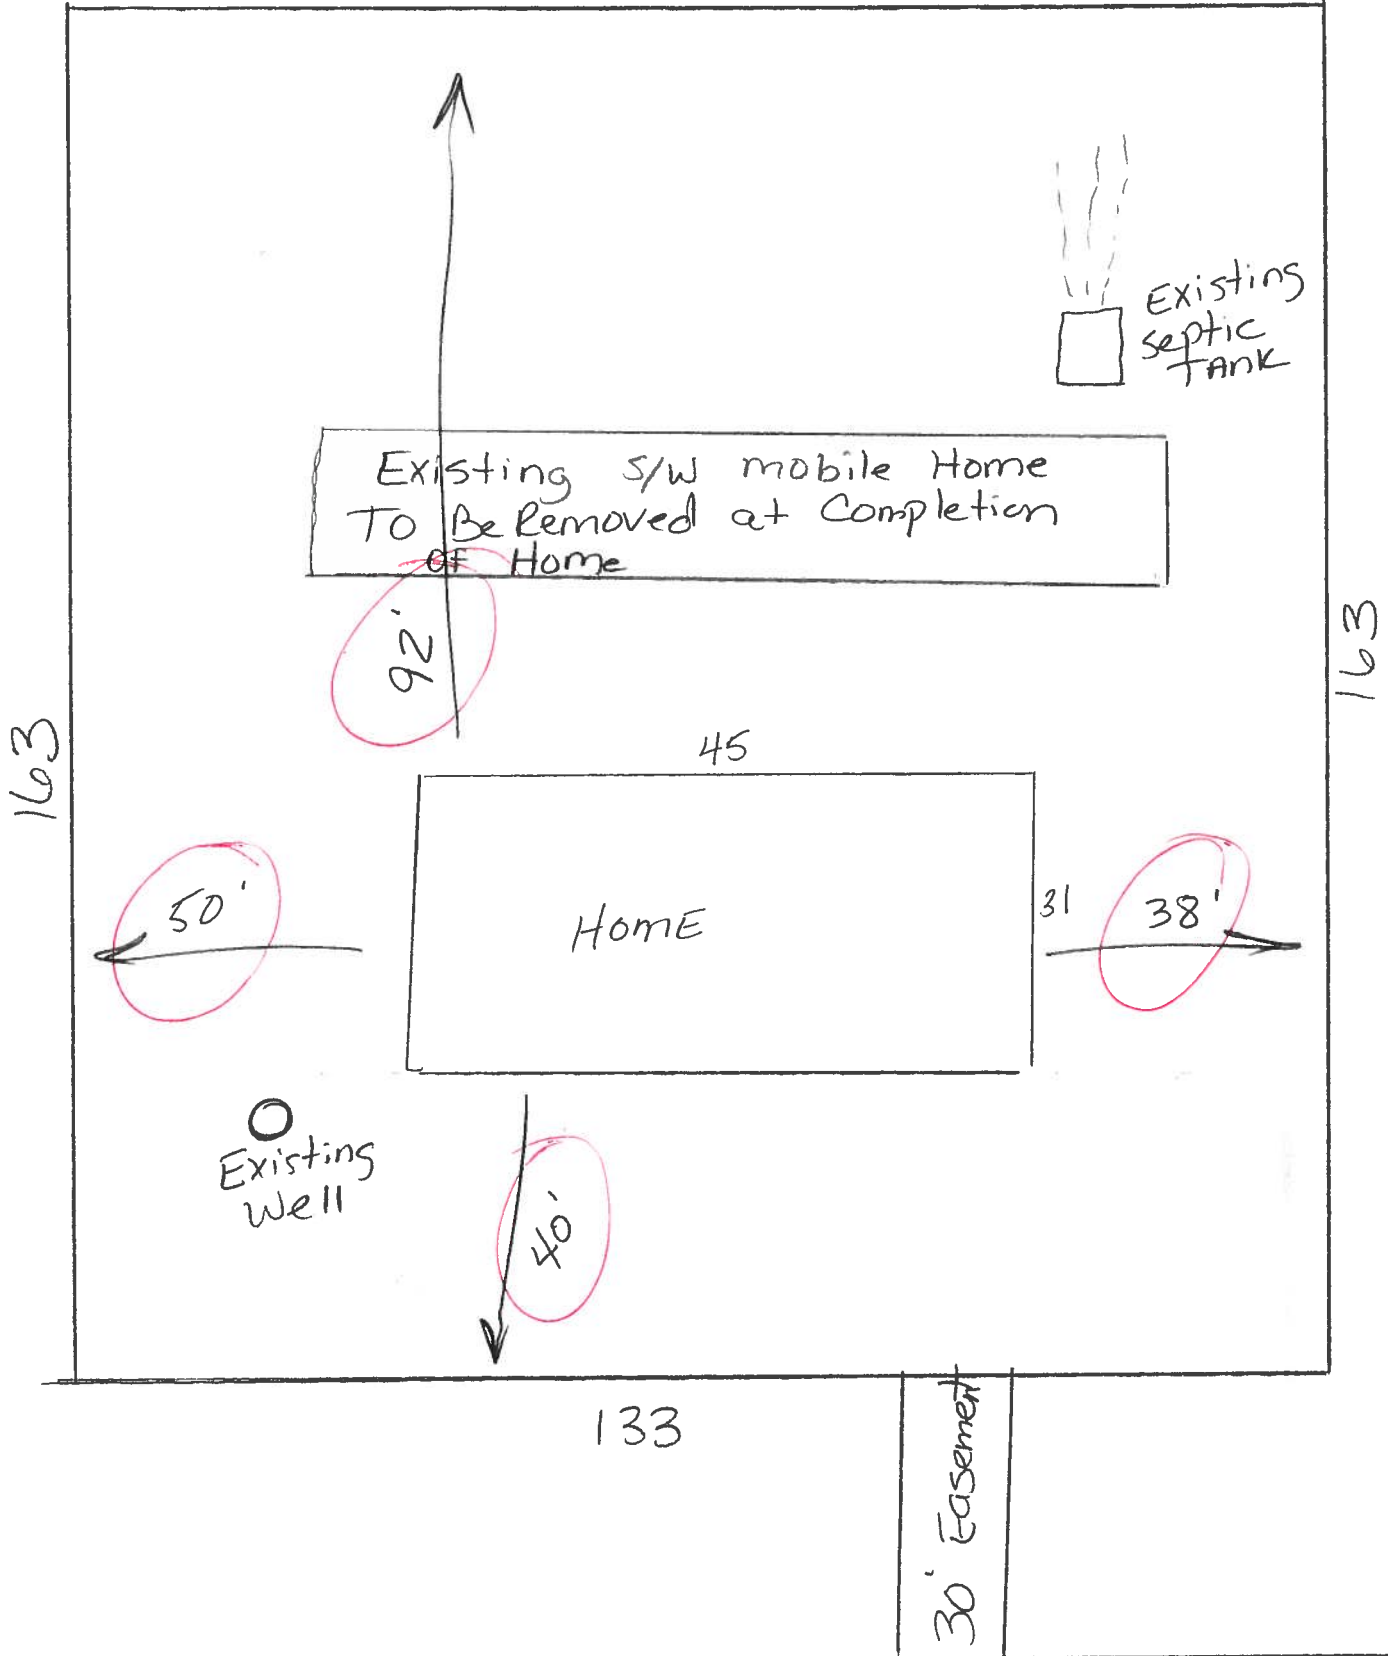 Existing
septic
TANK
Existing S/W mobile Home
TO Be Removed at Completion
OF Home
92'
163
163
45
50'
HOME
31
38'
Existing
Well
40'
133
30' Easement